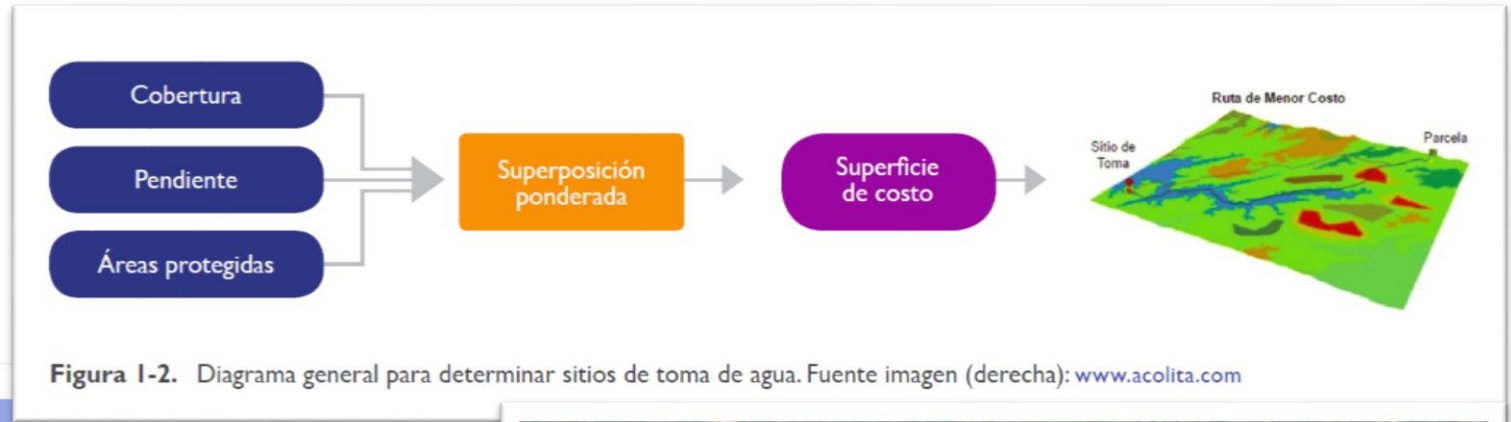 Cobertura
Pendiente
Áreas protegidas
Superposición
ponderada
Superficie
de costo
Ruta de Menor Costo
Sitio de
Toma
Parcela
Figura 1-2. Diagrama general para determinar sitios de toma de agua. Fuente imagen (derecha): www.acolita.com